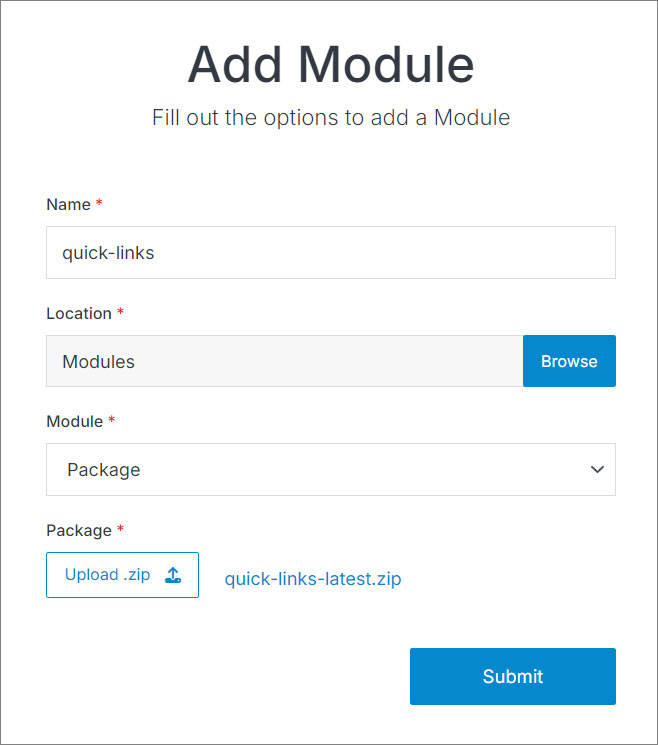 Add Module
Fill out the options to add a Module
Name *
quick-links
Location *
Modules
Browse
Module *
Package
Package *
Upload .zip
quick-links-latest.zip
Submit